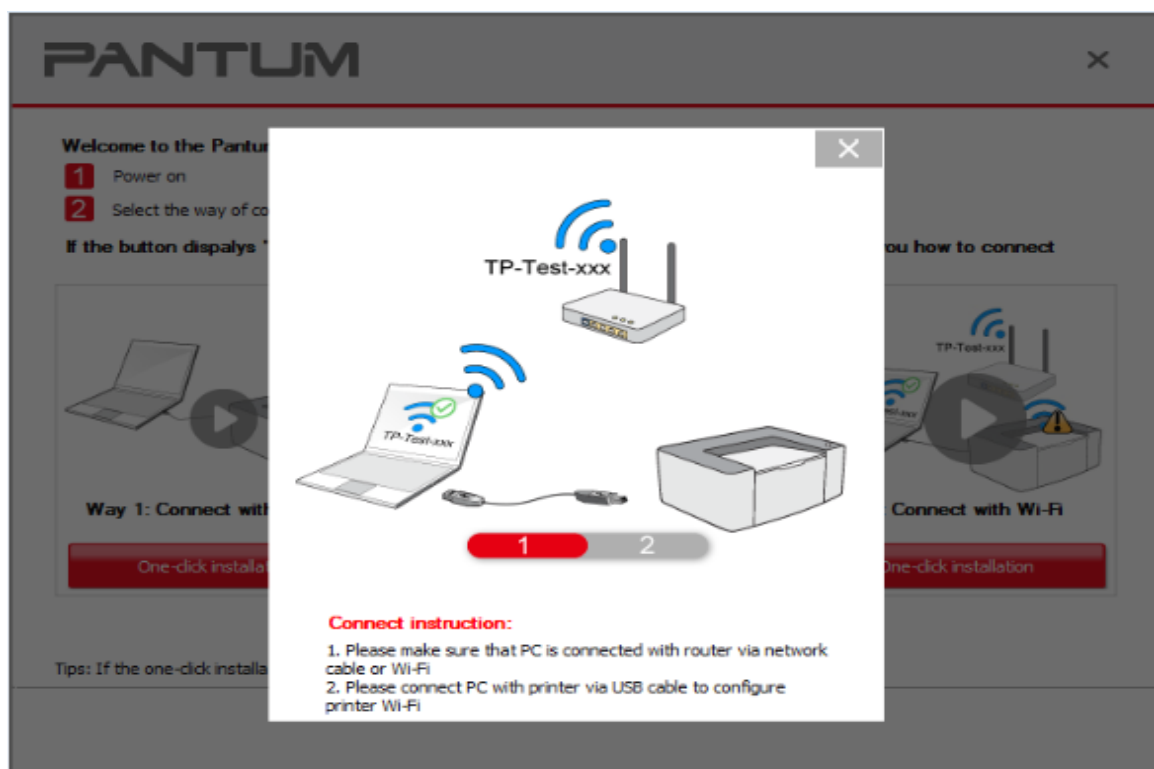 PANTUM
Welcome to the Pantum
1 Power on
2 Select the way of co
If the button dispalys "
ou how to connect
TP-Test-xxx
TP-Test-xxx
TP-Test-xxx
Way 1: Connect with
Connect with Wi-Fi
One-click installat
One-click installation
1 2
Connect instruction:
1. Please make sure that PC is connected with router via network
cable or Wi-Fi
2. Please connect PC with printer via USB cable to configure
printer Wi-Fi
Tips: If the one-click installa